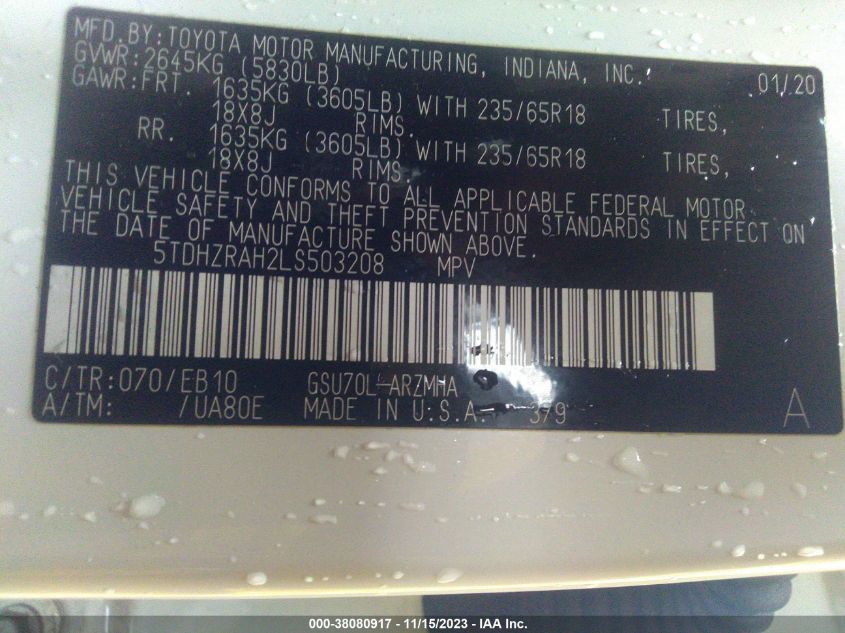 MFD.BY:TOYOTA MOTOR MANUFACTURING, INDIANA, INC. 01/20
GVWR:2645KG (5830LB)
GAWR:FRT. 1635KG (3605LB) WITH 235/65R18 TIRES,
18X8J RIMS.
RR. 1635KG (3605LB) WITH 235/65R18 TIRES,
18X8J RIMS.
THIS VEHICLE CONFORMS TO ALL APPLICABLE FEDERAL MOTOR
VEHICLE SAFETY AND THEFT PREVENTION STANDARDS IN EFFECT ON
THE DATE OF MANUFACTURE SHOWN ABOVE.
5TDHZRAH2LS503208 MPV
C/TR:070/EB10 GSU70L-ARZMHA
A/TM: /UA80E MADE IN U.S.A. 379 A
000-38080917 - 11/15/2023 - IAA Inc.